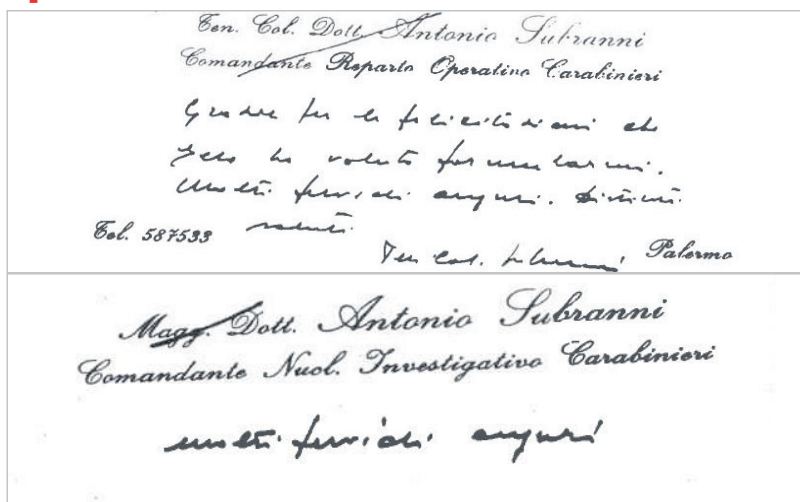 Ten. Col. Dott. Antonio Subranni
Comandante Reparto Operativo Carabinieri
Grazie per le felicitazioni che
Ella ha voluto formularmi.
Molti fervidi auguri. Distinti
saluti.
Tel. 587533
Ten Col. Subranni Palermo
Magg. Dott. Antonio Subranni
Comandante Nucl. Investigativo Carabinieri
molti fervidi auguri